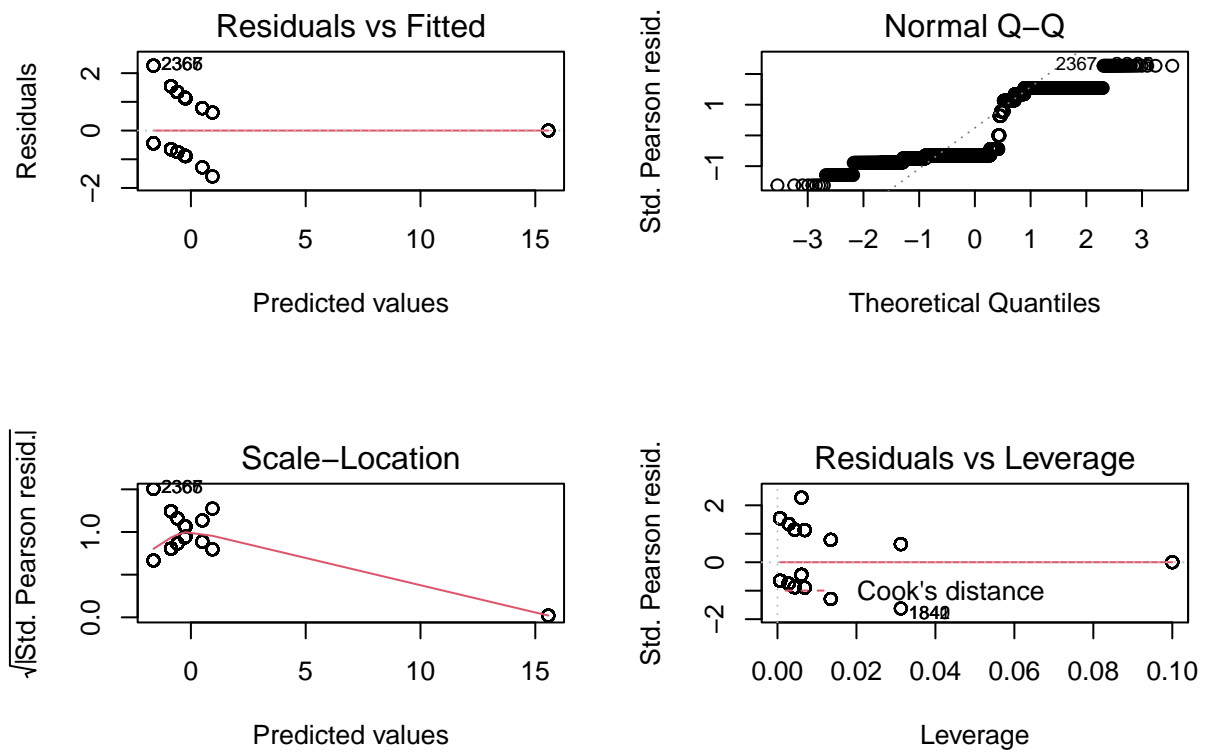 Residuals vs Fitted
Residuals
2
0
−2
2367
0
5
10
15
Predicted values
Normal Q−Q
Std. Pearson resid.
1
−1
2367
−3
−2
−1
0
1
2
3
Theoretical Quantiles
Scale−Location
√|Std. Pearson resid.|
1.0
0.0
0
5
10
15
Predicted values
Residuals vs Leverage
Std. Pearson resid.
2
0
−2
Cook's distance
0.00
0.02
0.04
0.06
0.08
0.10
Leverage